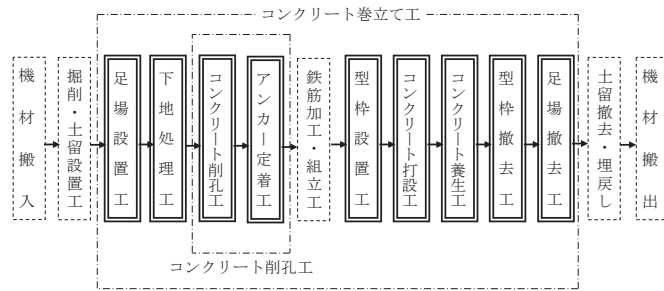 コンクリート巻立て工
機材搬入
掘削・土留設置工
足場設置工
下地処理工
コンクリート削孔工
アンカー定着工
鉄筋加工・組立工
型枠設置工
コンクリート打設工
コンクリート養生工
型枠撤去工
足場撤去工
土留撤去・埋戻し
機材搬出
コンクリート削孔工